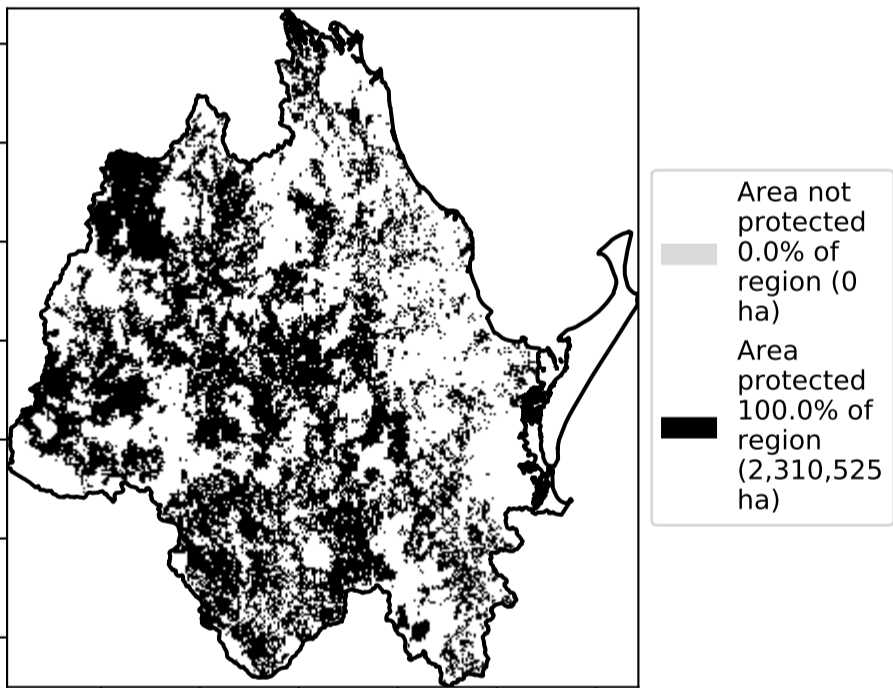 Area not
protected
0.0% of
region (0
ha)
Area
protected
100.0% of
region
(2,310,525
ha)